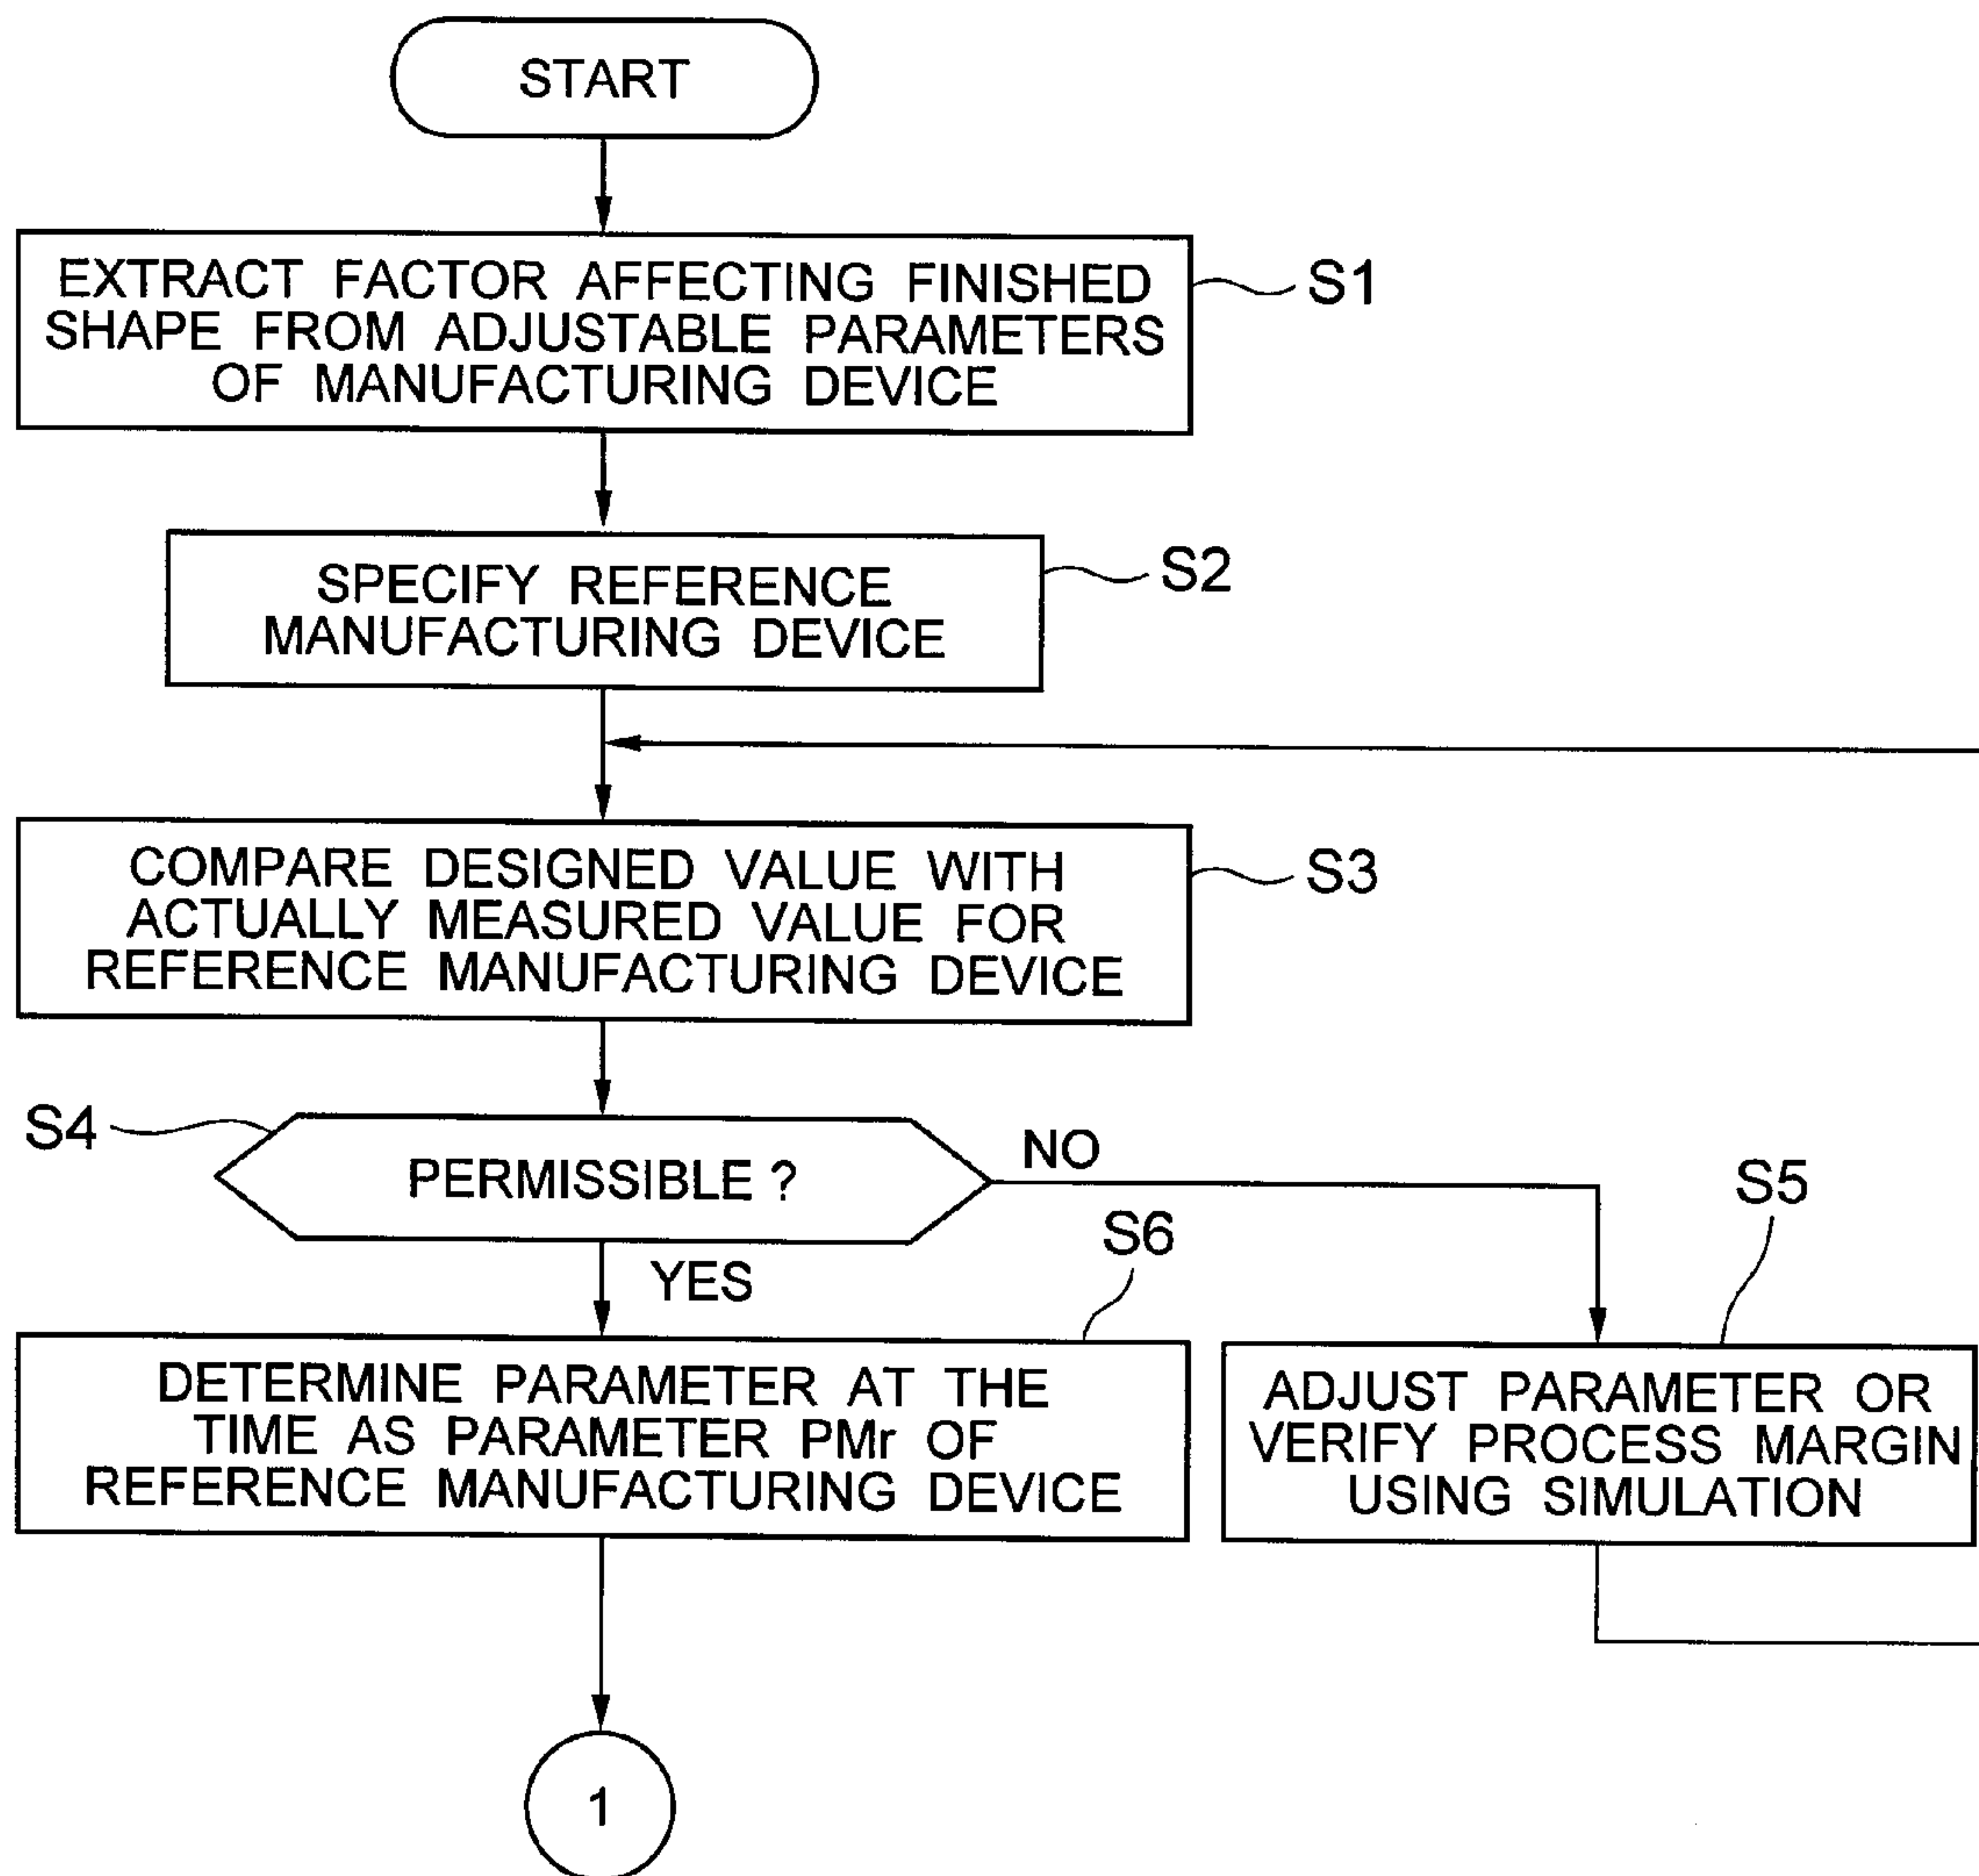 START
EXTRACT FACTOR AFFECTING FINISHED
SHAPE FROM ADJUSTABLE PARAMETERS
OF MANUFACTURING DEVICE
S1
SPECIFY REFERENCE
MANUFACTURING DEVICE
S2
COMPARE DESIGNED VALUE WITH
ACTUALLY MEASURED VALUE FOR
REFERENCE MANUFACTURING DEVICE
S3
S4
PERMISSIBLE ?
NO
YES
S6
S5
DETERMINE PARAMETER AT THE
TIME AS PARAMETER PMr OF
REFERENCE MANUFACTURING DEVICE
ADJUST PARAMETER OR
VERIFY PROCESS MARGIN
USING SIMULATION
1